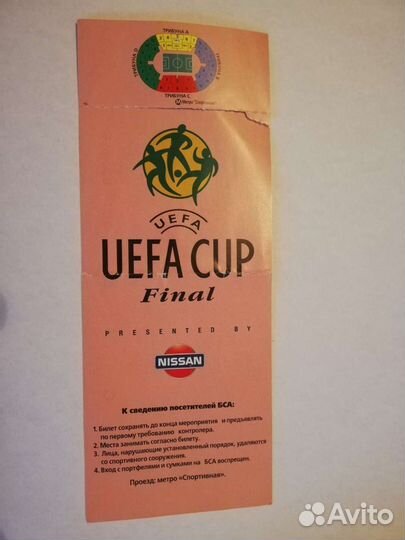 ТРИБУНА А
ТРИБУНА D
ТРИБУНА B
ТРИБУНА С
М Метро "Спортивная"
UEFA
UEFA CUP
Final
PRESENTED BY
NISSAN
К сведению посетителей БСА:
1. Билет сохранять до конца мероприятия и предъявлять
по первому требованию контролера.
2. Места занимать согласно билету.
3. Лица, нарушающие установленный порядок, удаляются
со спортивного сооружения.
4. Вход с портфелями и сумками на БСА воспрещен.
Проезд: метро «Спортивная».
Avito